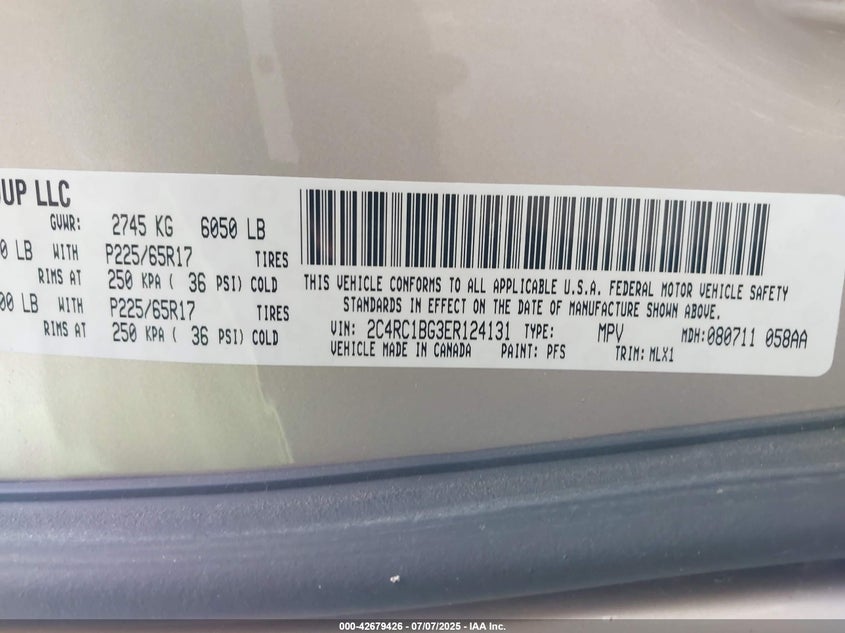 UP LLC
GVWR: 2745 KG 6050 LB
0 LB WITH P225/65R17 TIRES
RIMS AT 250 KPA ( 36 PSI) COLD
00 LB WITH P225/65R17 TIRES
RIMS AT 250 KPA ( 36 PSI) COLD
THIS VEHICLE CONFORMS TO ALL APPLICABLE U.S.A. FEDERAL MOTOR VEHICLE SAFETY
STANDARDS IN EFFECT ON THE DATE OF MANUFACTURE SHOWN ABOVE.
VIN: 2C4RC1BG3ER124131 TYPE: MPV MDH:080711 058AA
VEHICLE MADE IN CANADA PAINT: PFS TRIM: MLX1
000-42679426 - 07/07/2025 - IAA Inc.